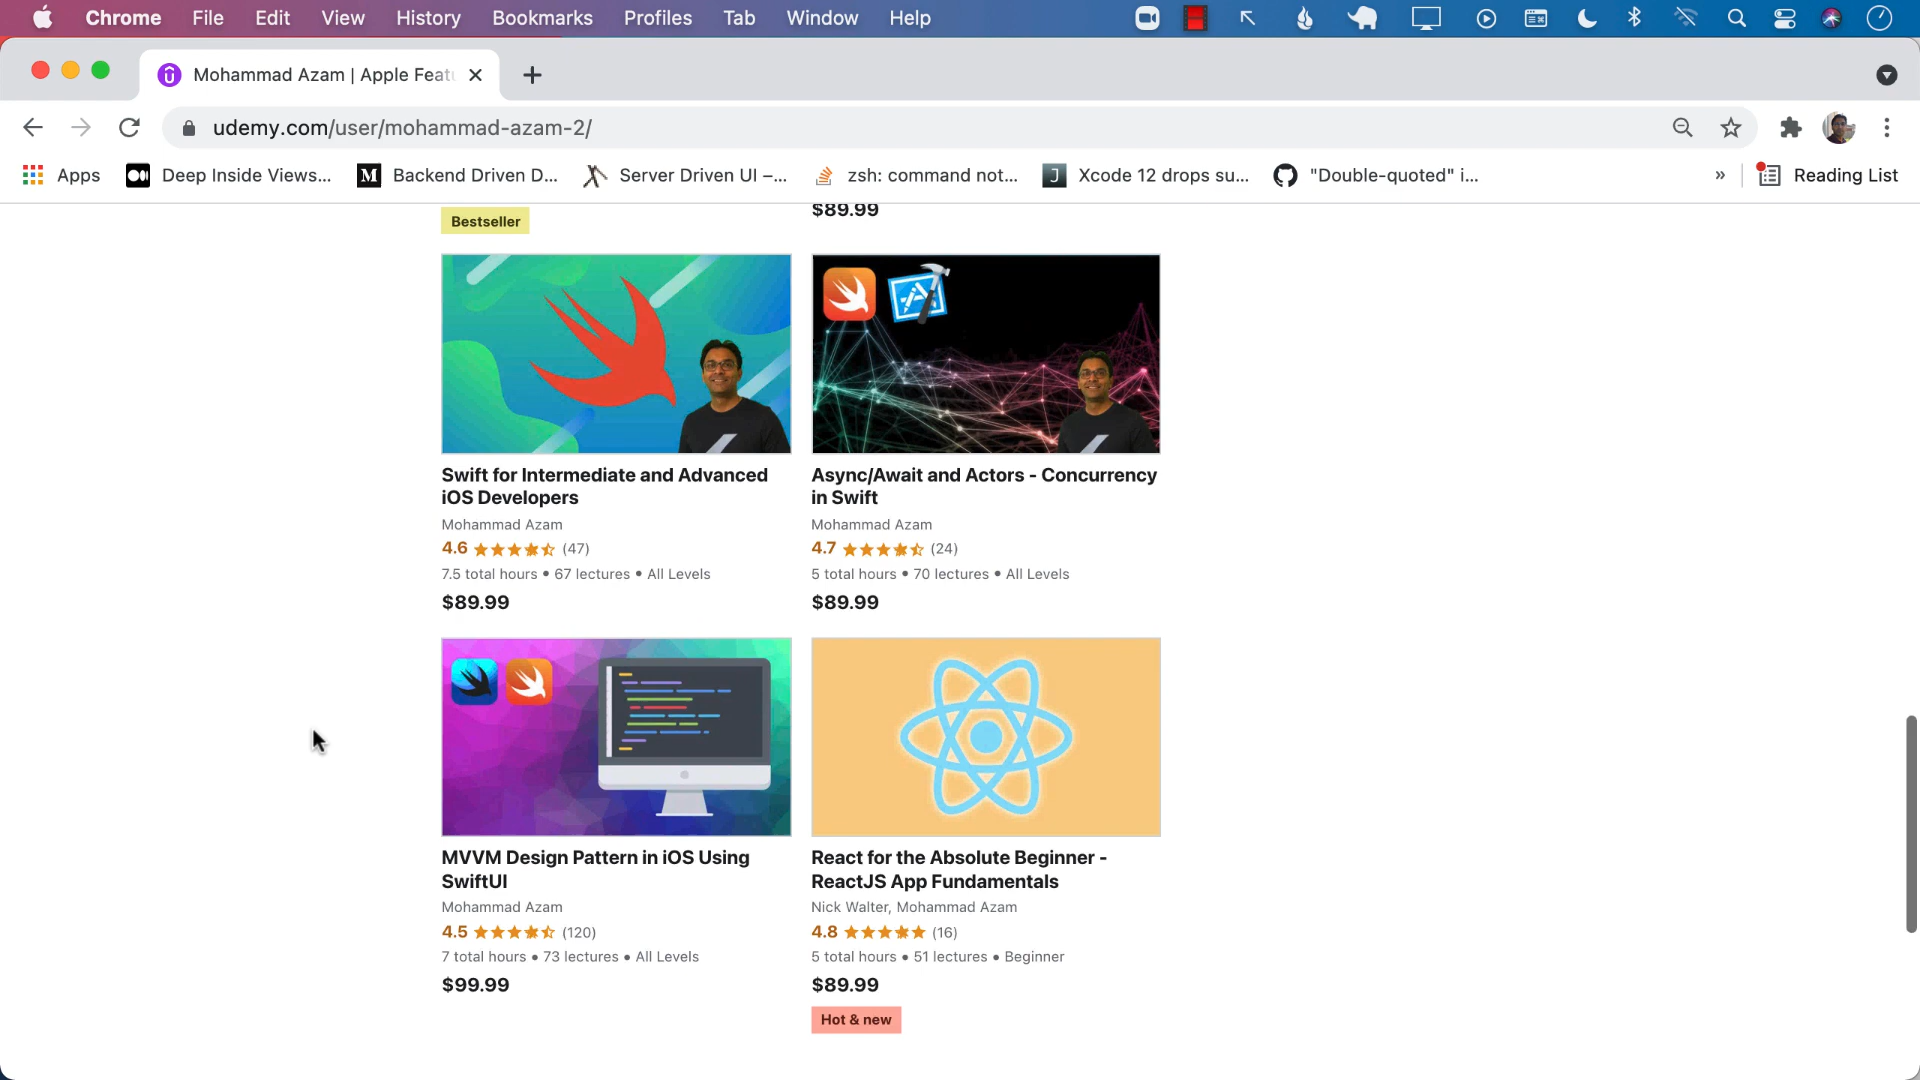 Chrome File Edit View History Bookmarks Profiles Tab Window Help
Mohammad Azam | Apple Feat
udemy.com/user/mohammad-azam-2/
Apps Deep Inside Views... Backend Driven D... Server Driven UI –... zsh: command not... Xcode 12 drops su... "Double-quoted" i... » Reading List
Bestseller
$89.99
Swift for Intermediate and Advanced
iOS Developers
Mohammad Azam
4.6 (47)
7.5 total hours • 67 lectures • All Levels
$89.99
Async/Await and Actors - Concurrency
in Swift
Mohammad Azam
4.7 (24)
5 total hours • 70 lectures • All Levels
$89.99
MVVM Design Pattern in iOS Using
SwiftUI
Mohammad Azam
4.5 (120)
7 total hours • 73 lectures • All Levels
$99.99
React for the Absolute Beginner -
ReactJS App Fundamentals
Nick Walter, Mohammad Azam
4.8 (16)
5 total hours • 51 lectures • Beginner
$89.99
Hot & new